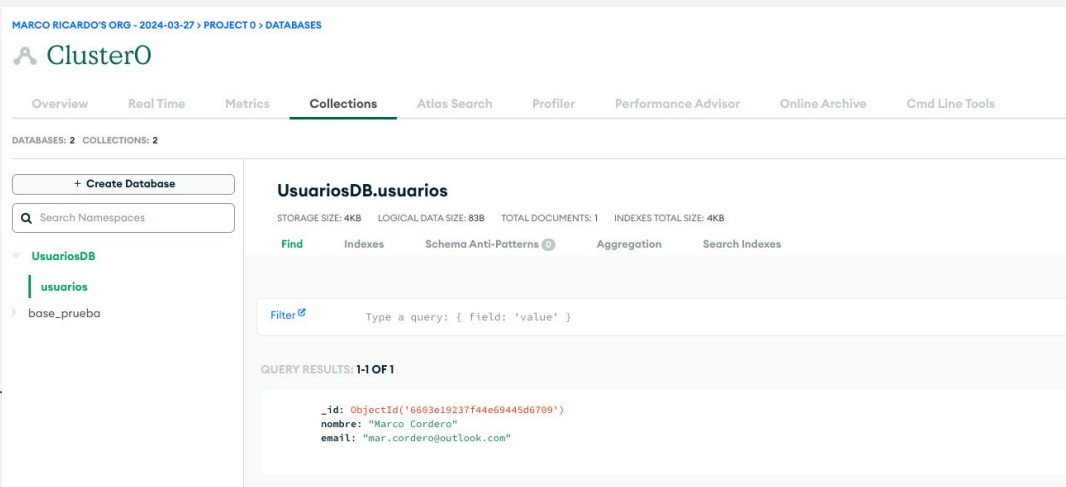 MARCO RICARDO'S ORG - 2024-03-27 > PROJECT 0 > DATABASES
Cluster0
Overview Real Time Metrics Collections Atlas Search Profiler Performance Advisor Online Archive Cmd Line Tools
DATABASES: 2 COLLECTIONS: 2
+ Create Database
Search Namespaces
UsuariosDB
usuarios
base_prueba
UsuariosDB.usuarios
STORAGE SIZE: 4KB LOGICAL DATA SIZE: 83B TOTAL DOCUMENTS: 1 INDEXES TOTAL SIZE: 4KB
Find Indexes Schema Anti-Patterns 0 Aggregation Search Indexes
Filter Type a query: { field: 'value' }
QUERY RESULTS: 1-1 OF 1
_id: ObjectId('6603e19237f44e69445d6709')
nombre: "Marco Cordero"
email: "mar.cordero@outlook.com"